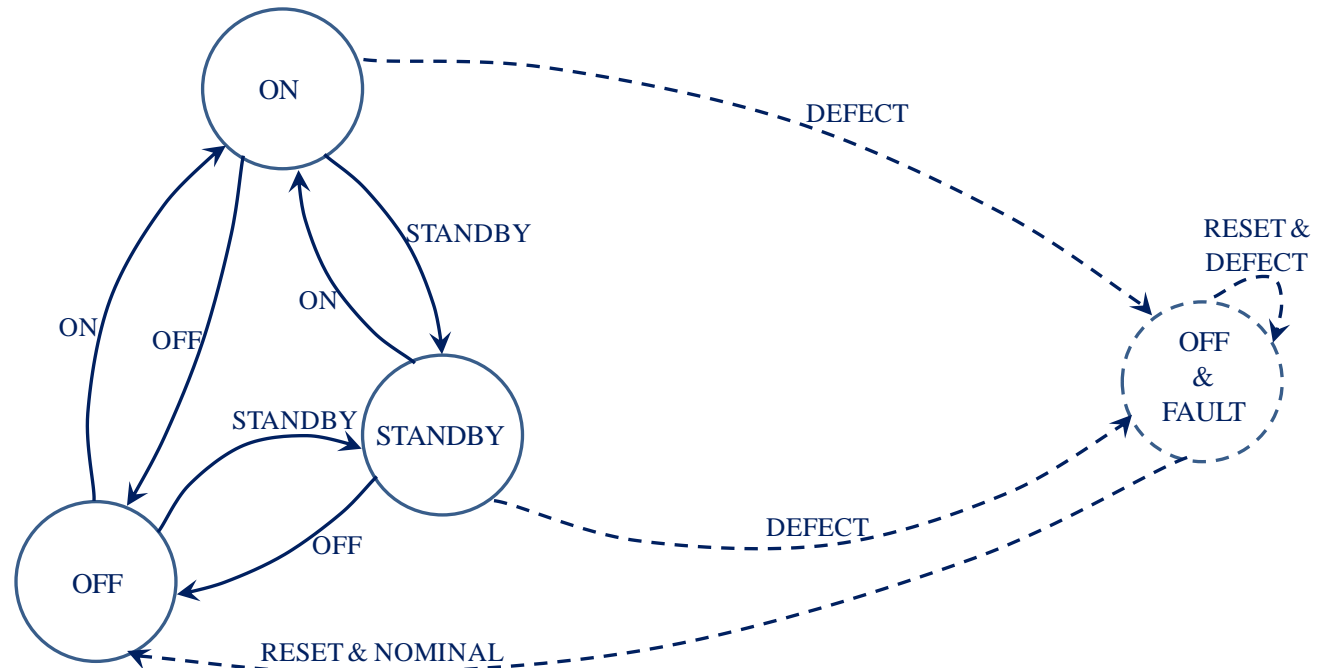 ON
DEFECT
STANDBY
RESET &
DEFECT
ON
ON
OFF
OFF
&
FAULT
STANDBY
STANDBY
DEFECT
OFF
OFF
RESET & NOMINAL